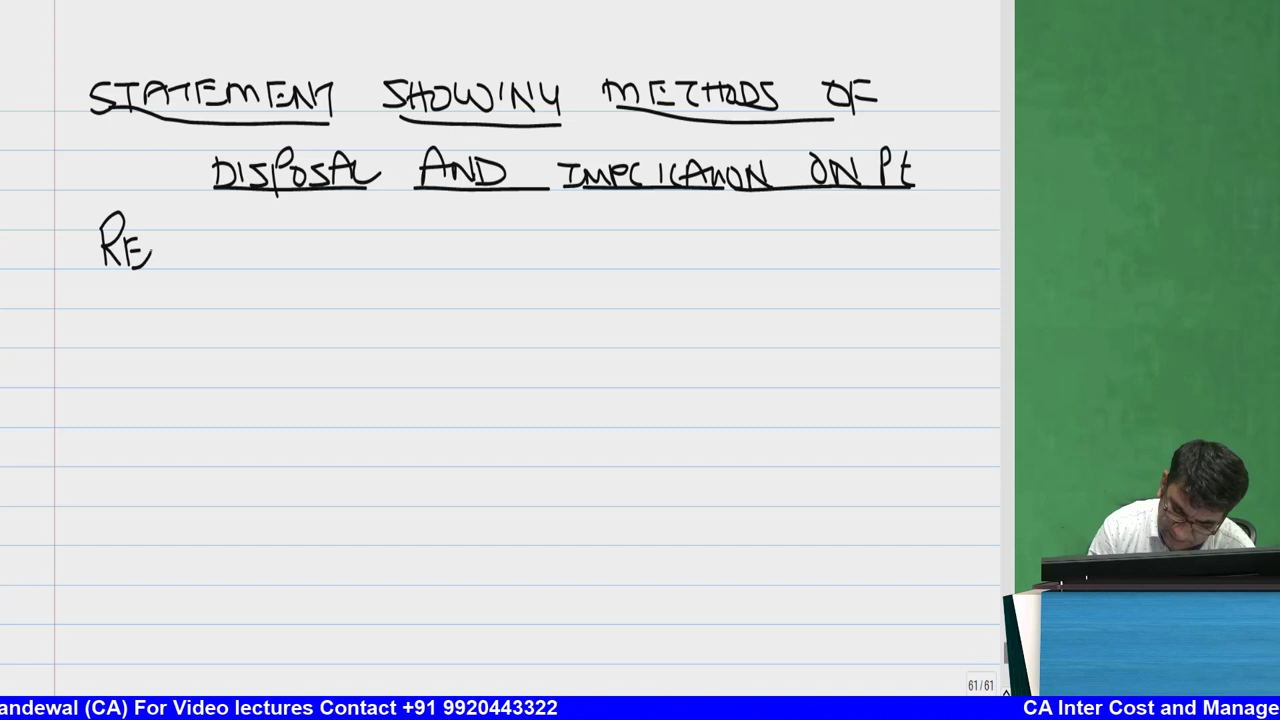 STATEMENT SHOWING METHODS OF
DISPOSAL AND IMPLICATION ON Pt
RE
61/61
andewal (CA) For Video lectures Contact +91 9920443322
CA Inter Cost and Manage